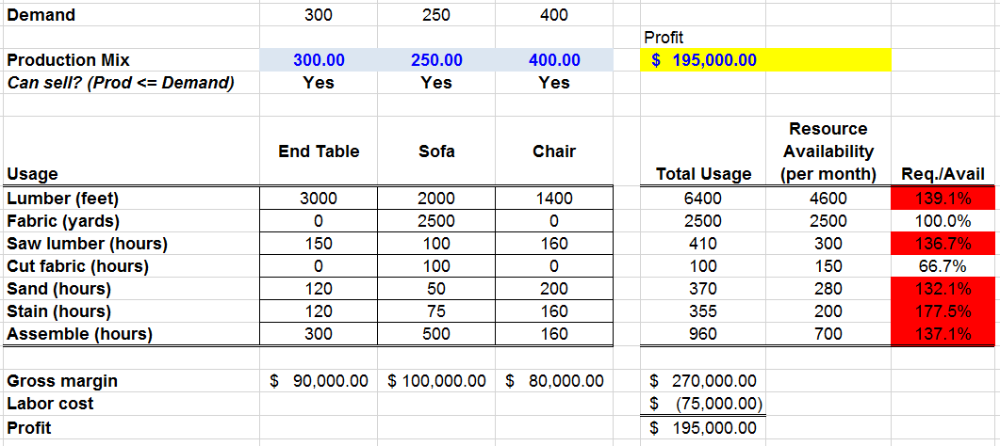 Demand 300 250 400
Profit
Production Mix 300.00 250.00 400.00 $ 195,000.00
Can sell? (Prod <= Demand) Yes Yes Yes
Resource
End Table Sofa Chair Availability
Usage Total Usage (per month) Req./Avail
Lumber (feet) 3000 2000 1400 6400 4600 139.1%
Fabric (yards) 0 2500 0 2500 2500 100.0%
Saw lumber (hours) 150 100 160 410 300 136.7%
Cut fabric (hours) 0 100 0 100 150 66.7%
Sand (hours) 120 50 200 370 280 132.1%
Stain (hours) 120 75 160 355 200 177.5%
Assemble (hours) 300 500 160 960 700 137.1%
Gross margin $ 90,000.00 $ 100,000.00 $ 80,000.00 $ 270,000.00
Labor cost $ (75,000.00)
Profit $ 195,000.00